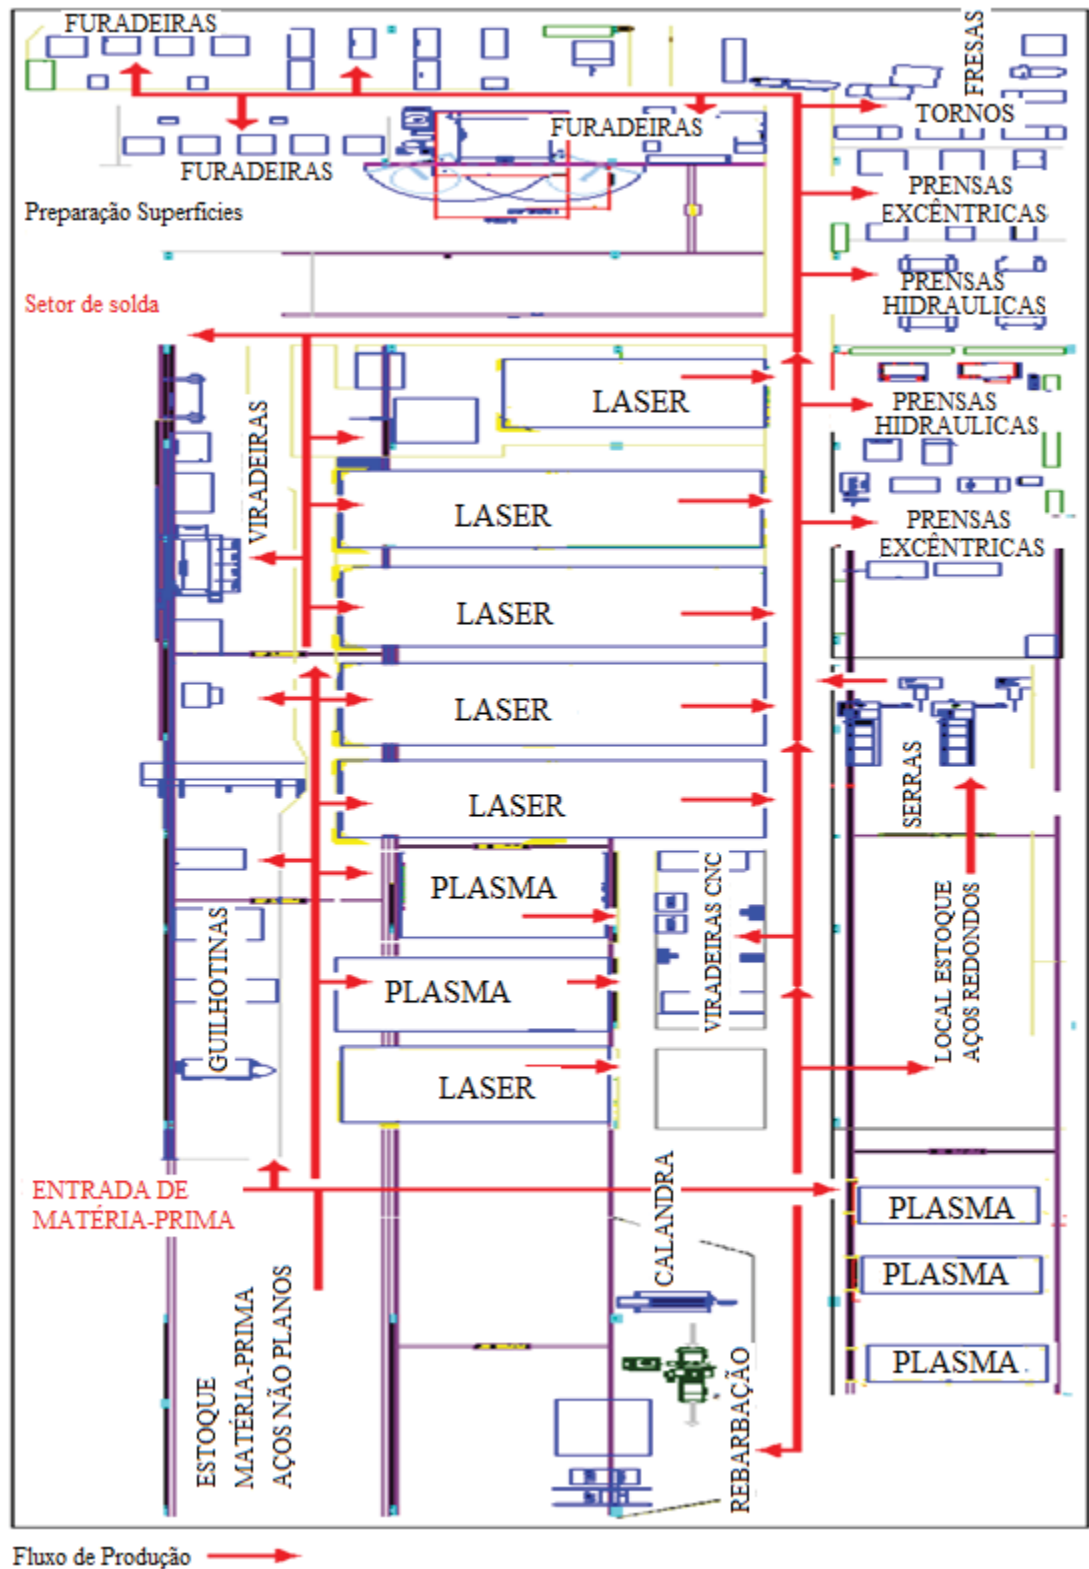 FURADEIRAS
FRESAS
TORNOS
FURADEIRAS
FURADEIRAS
PRENSAS
EXCÊNTRICAS
Preparação Superficies
PRENSAS
HIDRAULICAS
Setor de solda
LASER
PRENSAS
HIDRAULICAS
VIRADEIRAS
LASER
PRENSAS
EXCÊNTRICAS
LASER
LASER
SERRAS
LASER
PLASMA
VIRADEIRAS CNC
GUILHOTINAS
PLASMA
LOCAL ESTOQUE
AÇOS REDONDOS
LASER
ENTRADA DE
MATÉRIA-PRIMA
CALANDRA
PLASMA
PLASMA
ESTOQUE
MATÉRIA-PRIMA
AÇOS NÃO PLANOS
PLASMA
REBARBAÇÃO
Fluxo de Produção